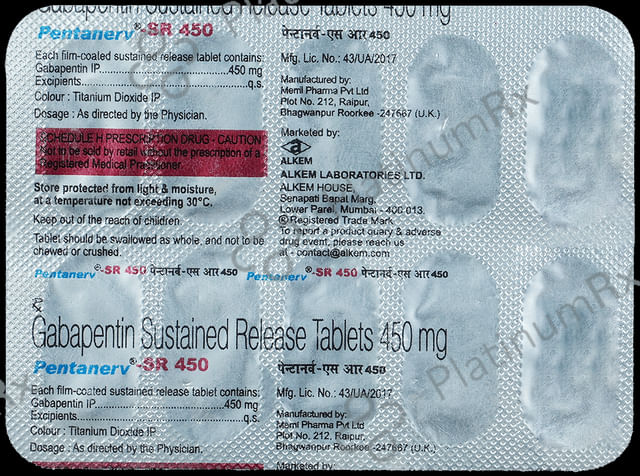 Gabapentin Sustained Release Tablets 450 mg
Pentanerv®-SR 450
पेन्टानर्व-एस आर 450
Each film-coated sustained release tablet contains:
Gabapentin IP...............................450 mg
Excipients.......................................q.s.
Colour : Titanium Dioxide IP
Dosage : As directed by the Physician.
SCHEDULE H PRESCRIPTION DRUG - CAUTION
Not to be sold by retail without the prescription of a
Registered Medical Practitioner.
Store protected from light & moisture,
at a temperature not exceeding 30°C.
Keep out of the reach of children.
Tablet should be swallowed as whole, and not to be
chewed or crushed.
Mfg. Lic. No.: 43/UA/2017
Manufactured by:
Meril Pharma Pvt Ltd
Plot No. 212, Raipur,
Bhagwanpur Roorkee -247667 (U.K.)
Marketed by:
ALKEM
ALKEM LABORATORIES LTD.
ALKEM HOUSE,
Senapati Bapat Marg,
Lower Parel, Mumbai - 400 013.
® Registered Trade Mark
To report a product quary & adverse
drug event, please reach us
at - contact@alkem.com
Pentanerv®-SR 450 पेन्टानर्व-एस आर 450 Pentanerv®-SR 450 पेन्टानर्व-एस आर 450
Gabapentin Sustained Release Tablets 450 mg
Pentanerv®-SR 450
पेन्टानर्व-एस आर 450
Each film-coated sustained release tablet contains:
Gabapentin IP...............................450 mg
Excipients.......................................q.s.
Colour : Titanium Dioxide IP
Dosage : As directed by the Physician.
Mfg. Lic. No.: 43/UA/2017
Manufactured by:
Meril Pharma Pvt Ltd
Plot No. 212, Raipur,
Bhagwanpur Roorkee -247667 (U.K.)
Marketed by:
PlatinumRx
PlatinumRx